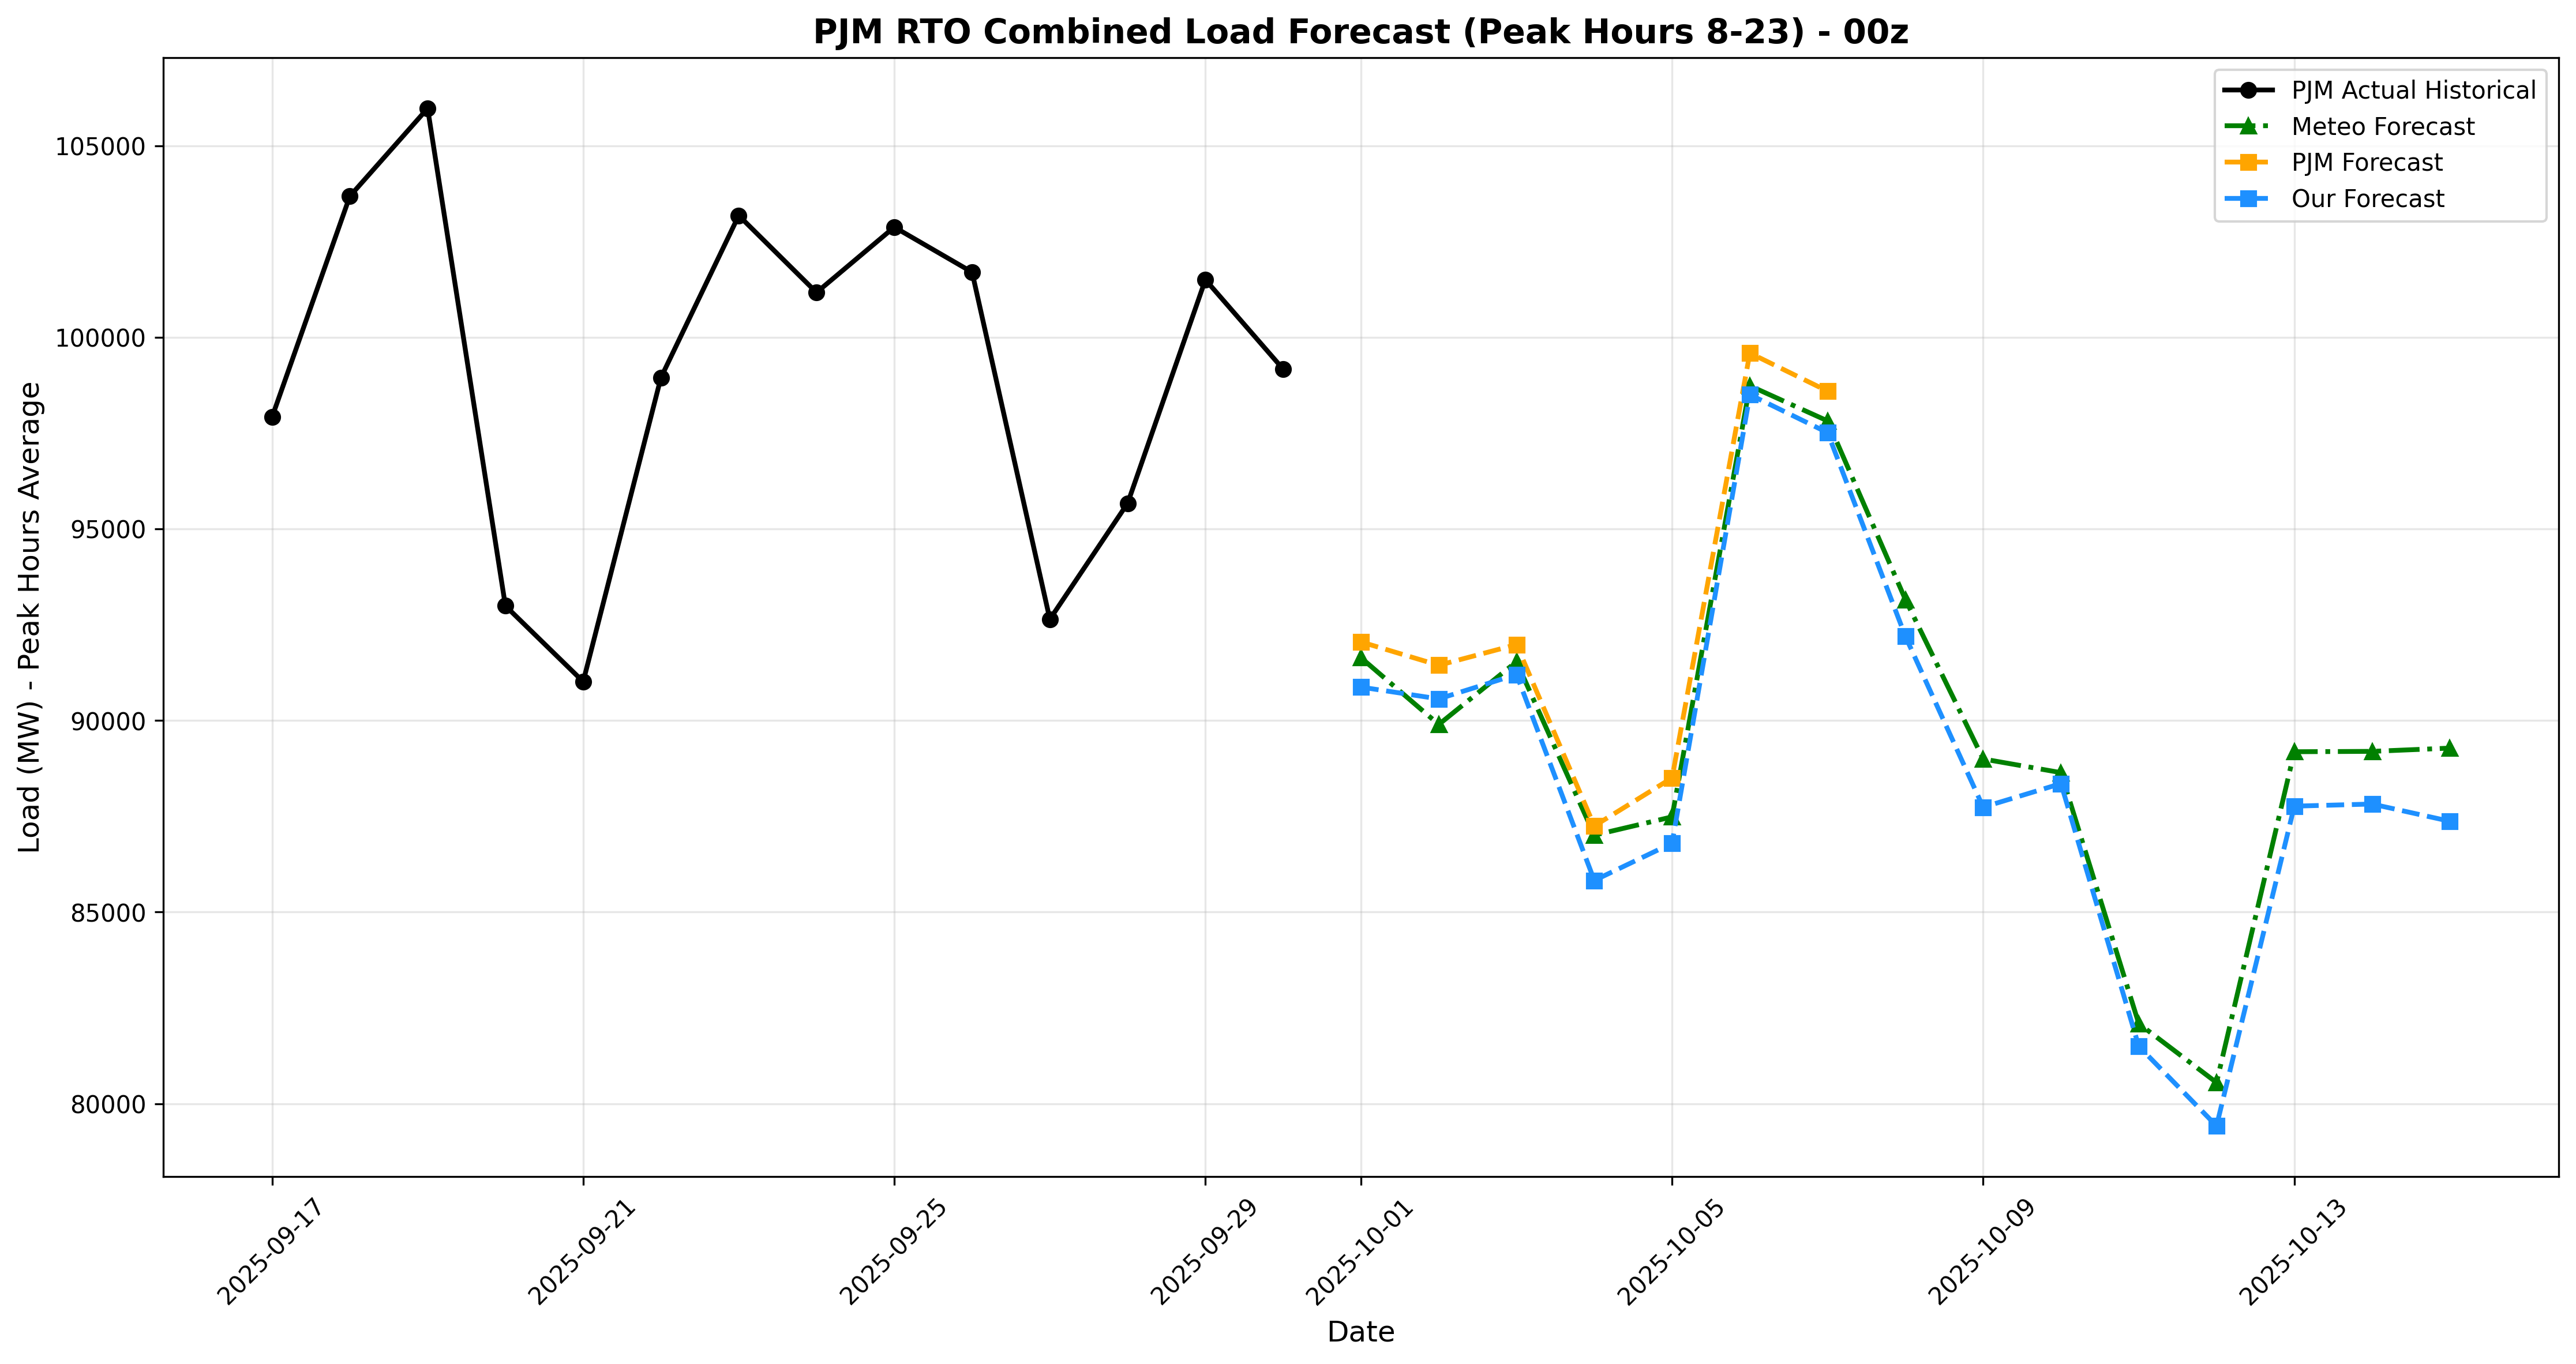 PJM RTO Combined Load Forecast (Peak Hours 8-23) - 00z
PJM Actual Historical
Meteo Forecast
PJM Forecast
Our Forecast
Load (MW) - Peak Hours Average
105000
100000
95000
90000
85000
80000
2025-09-17
2025-09-21
2025-09-25
2025-09-29
2025-10-01
2025-10-05
2025-10-09
2025-10-13
Date